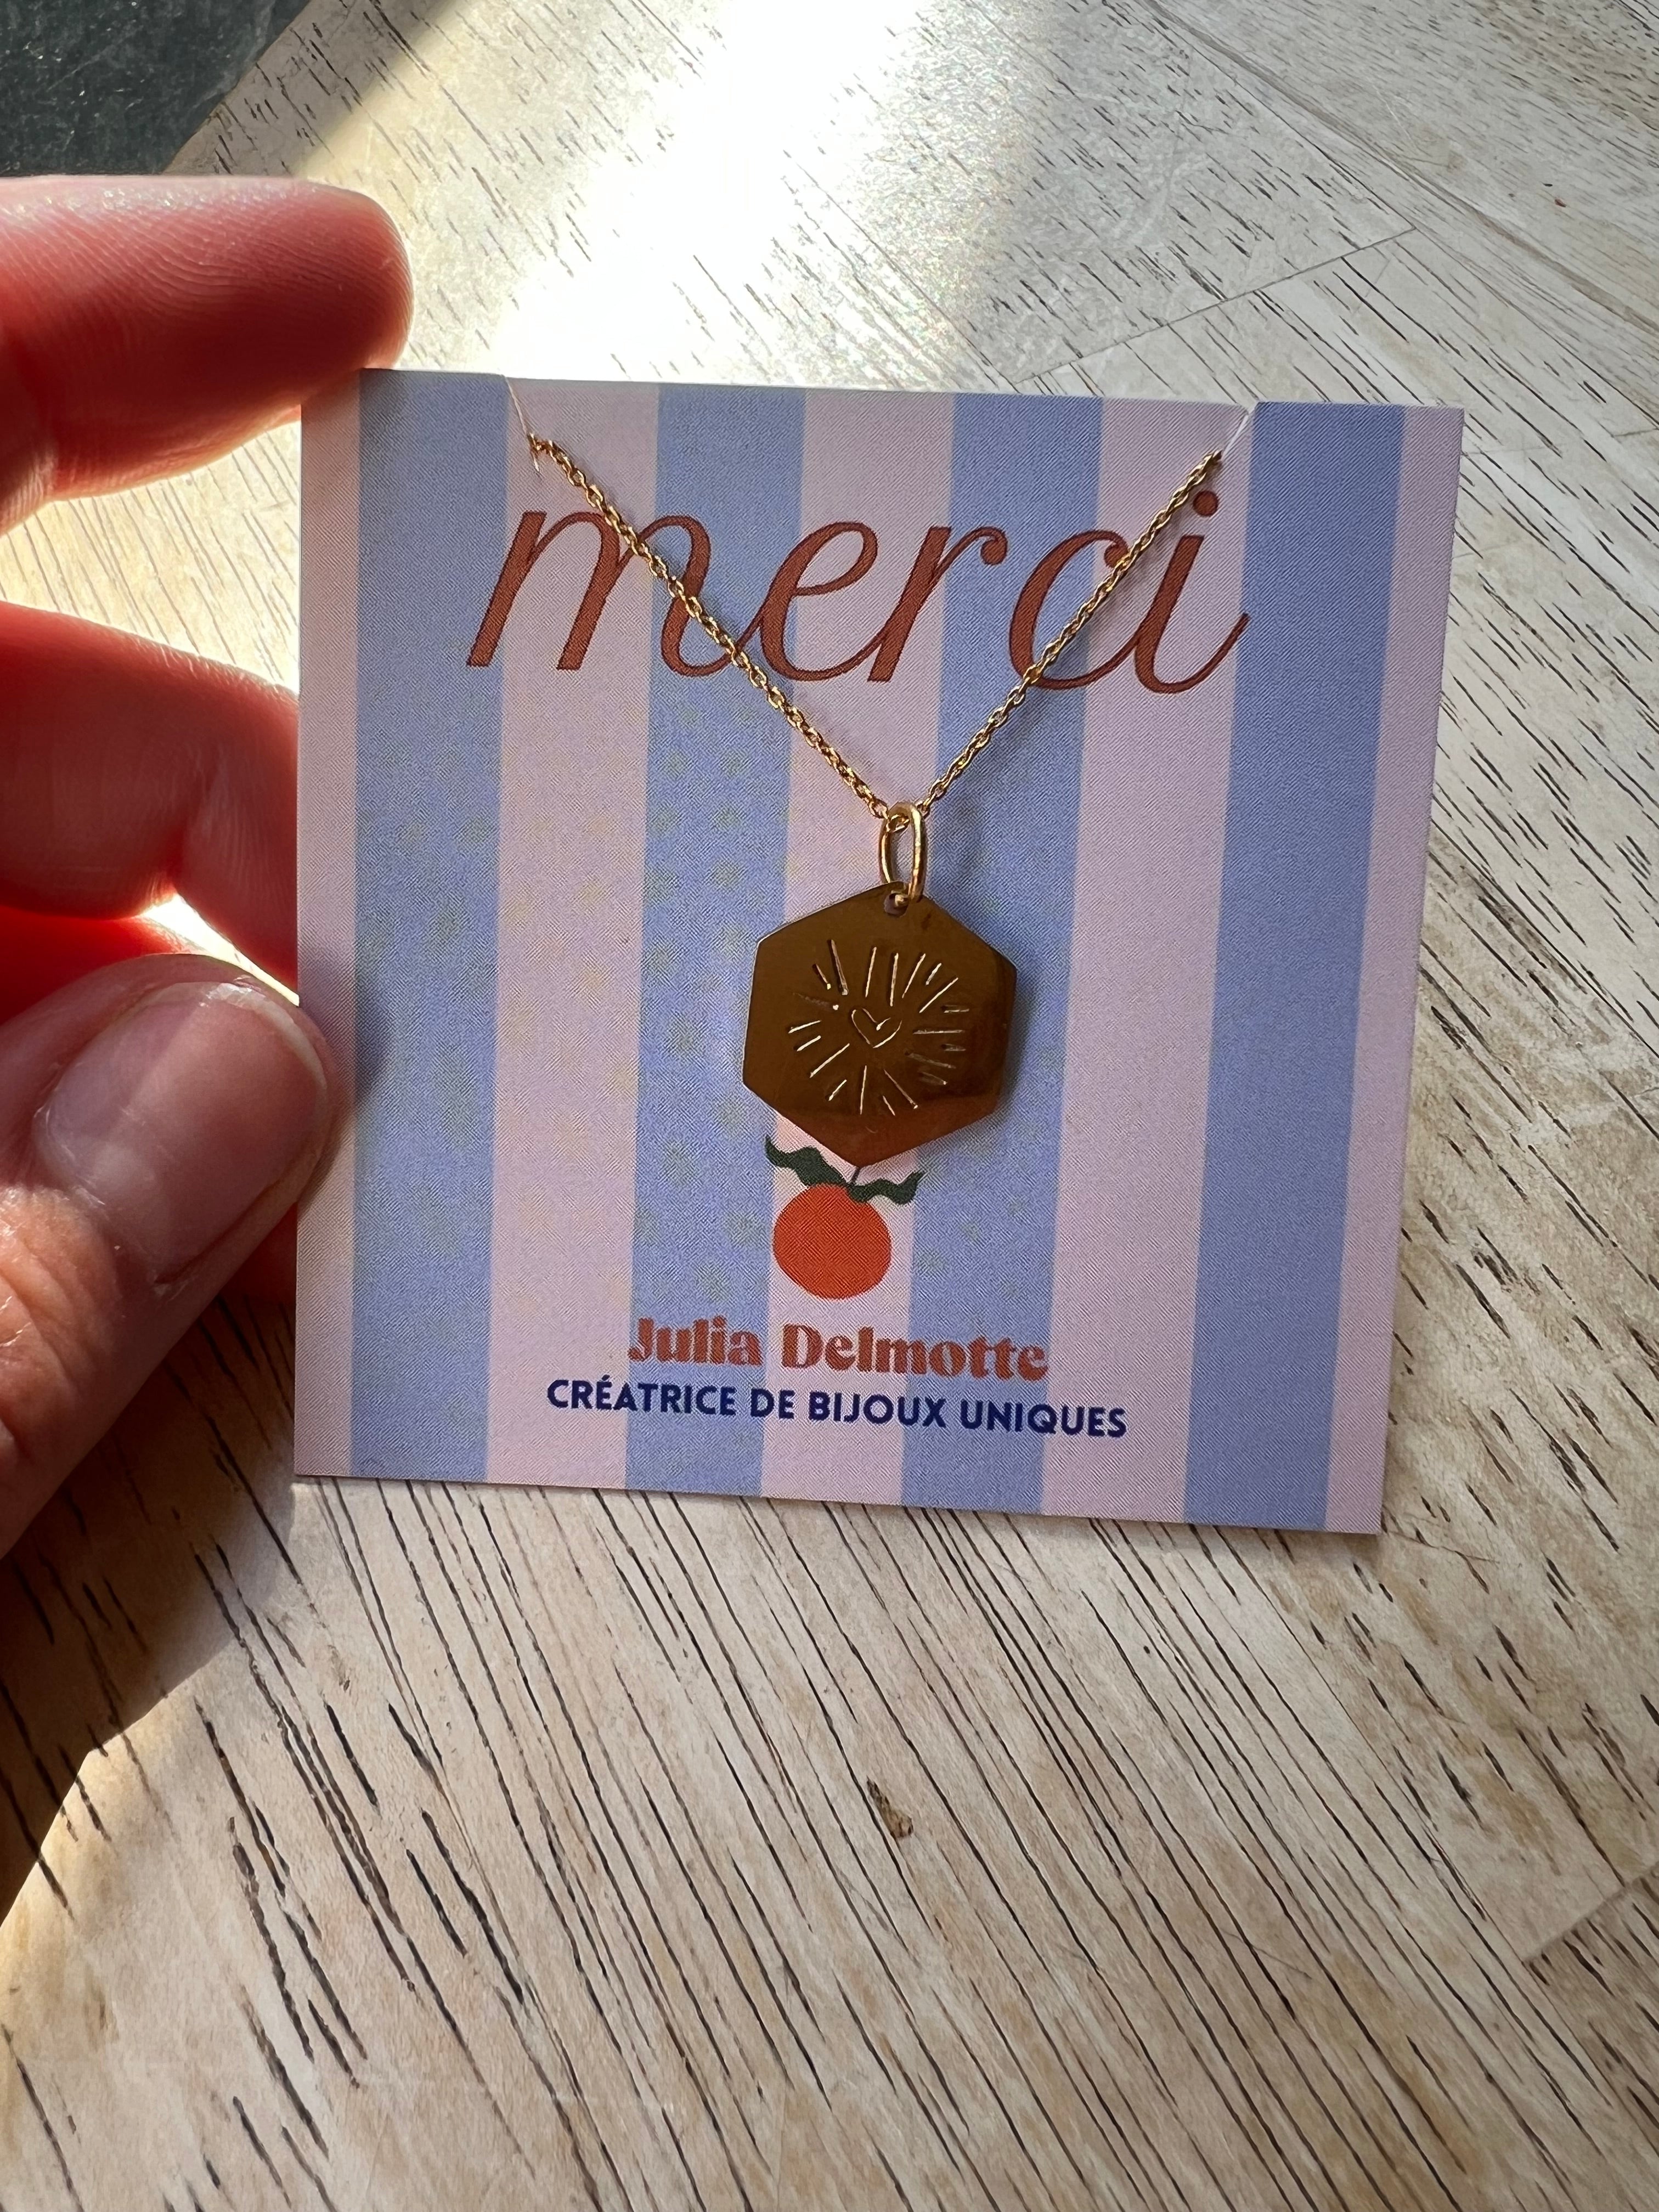 merci
Julia Delmotte
CRÉATRICE DE BIJOUX UNIQUES